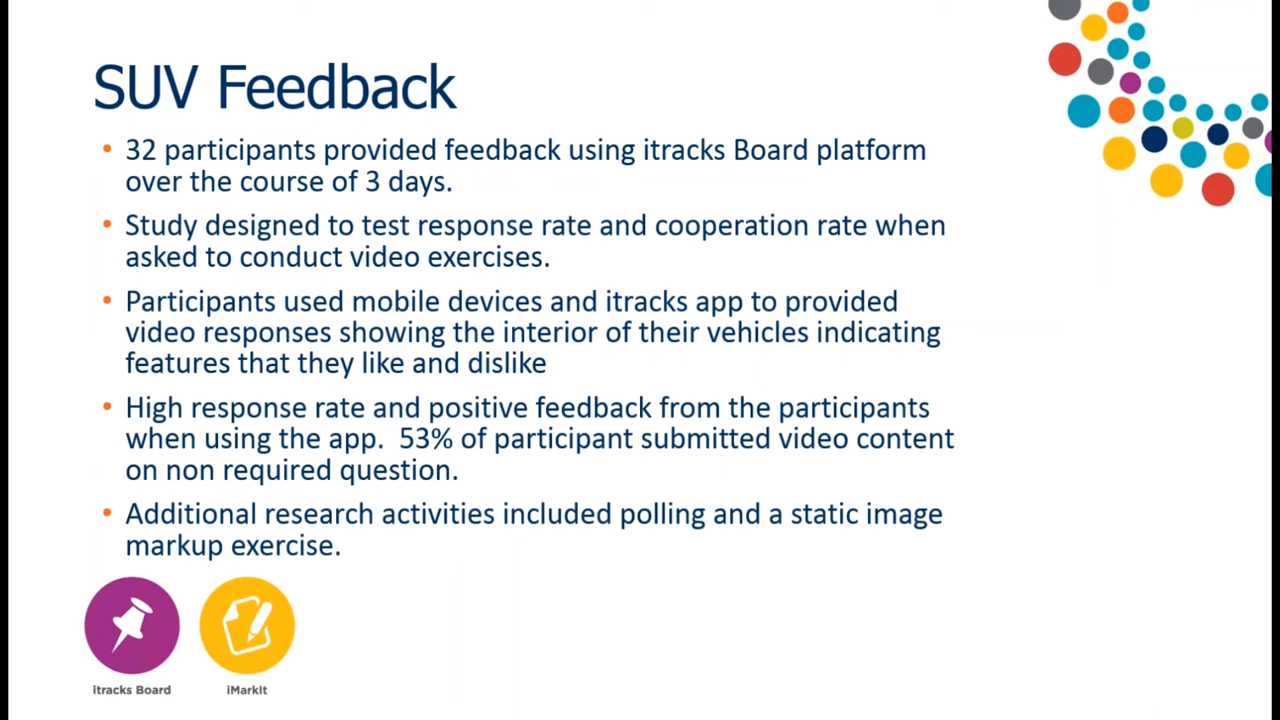 SUV Feedback
• 32 participants provided feedback using itracks Board platform
over the course of 3 days.
• Study designed to test response rate and cooperation rate when
asked to conduct video exercises.
• Participants used mobile devices and itracks app to provided
video responses showing the interior of their vehicles indicating
features that they like and dislike
• High response rate and positive feedback from the participants
when using the app.  53% of participant submitted video content
on non required question.
• Additional research activities included polling and a static image
markup exercise.
itracks Board
iMarkIt